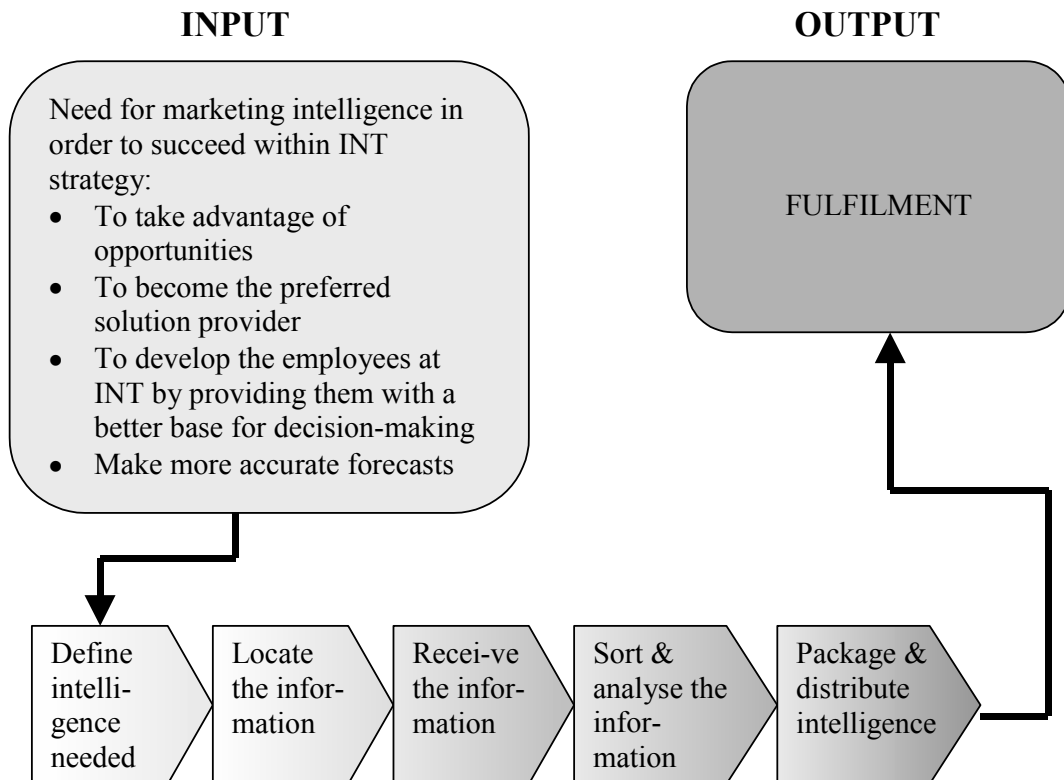 INPUT
OUTPUT
Need for marketing intelligence in
order to succeed within INT
strategy:
• To take advantage of
opportunities
• To become the preferred
solution provider
• To develop the employees at
INT by providing them with a
better base for decision-making
• Make more accurate forecasts
FULFILMENT
Define
intelli-
gence
needed
Locate
the infor-
mation
Recei-ve
the infor-
mation
Sort &
analyse the
infor-
mation
Package &
distribute
intelligence